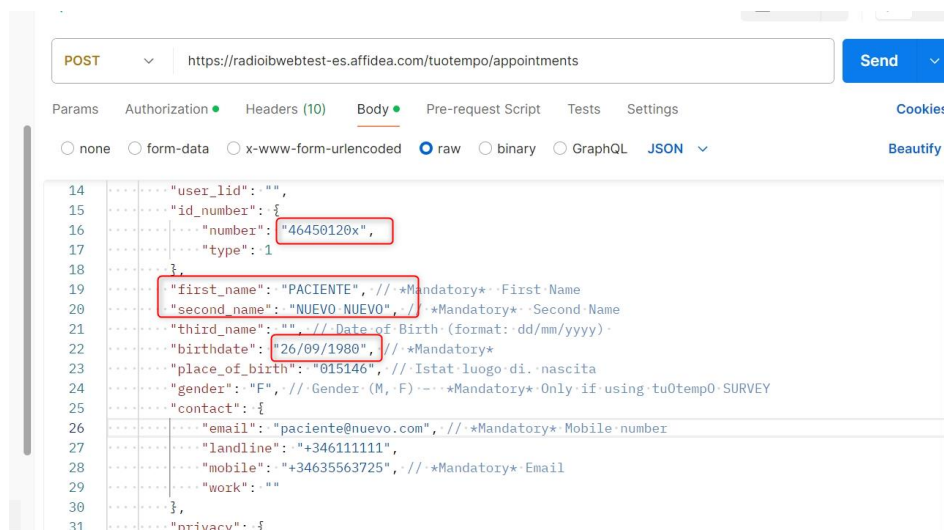 POST https://radioibwebtest-es.affidea.com/tuotempo/appointments Send
Params Authorization Headers (10) Body Pre-request Script Tests Settings Cookies
none form-data x-www-form-urlencoded raw binary GraphQL JSON Beautify
14 "user_lid": "",
15 "id_number": {
16 "number": "46450120x",
17 "type": 1
18 },
19 "first_name": "PACIENTE", // *Mandatory* First Name
20 "second_name": "NUEVO NUEVO", // *Mandatory* Second Name
21 "third_name": "", // Date of Birth (format: dd/mm/yyyy)
22 "birthdate": "26/09/1980", // *Mandatory*
23 "place_of_birth": "015146", // Istat luogo di. nascita
24 "gender": "F", // Gender (M, F) - *Mandatory* Only if using tuOtempO SURVEY
25 "contact": {
26 "email": "paciente@nuevo.com", // *Mandatory* Mobile number
27 "landline": "+346111111",
28 "mobile": "+34635563725", // *Mandatory* Email
29 "work": ""
30 },
31 "privacy": {